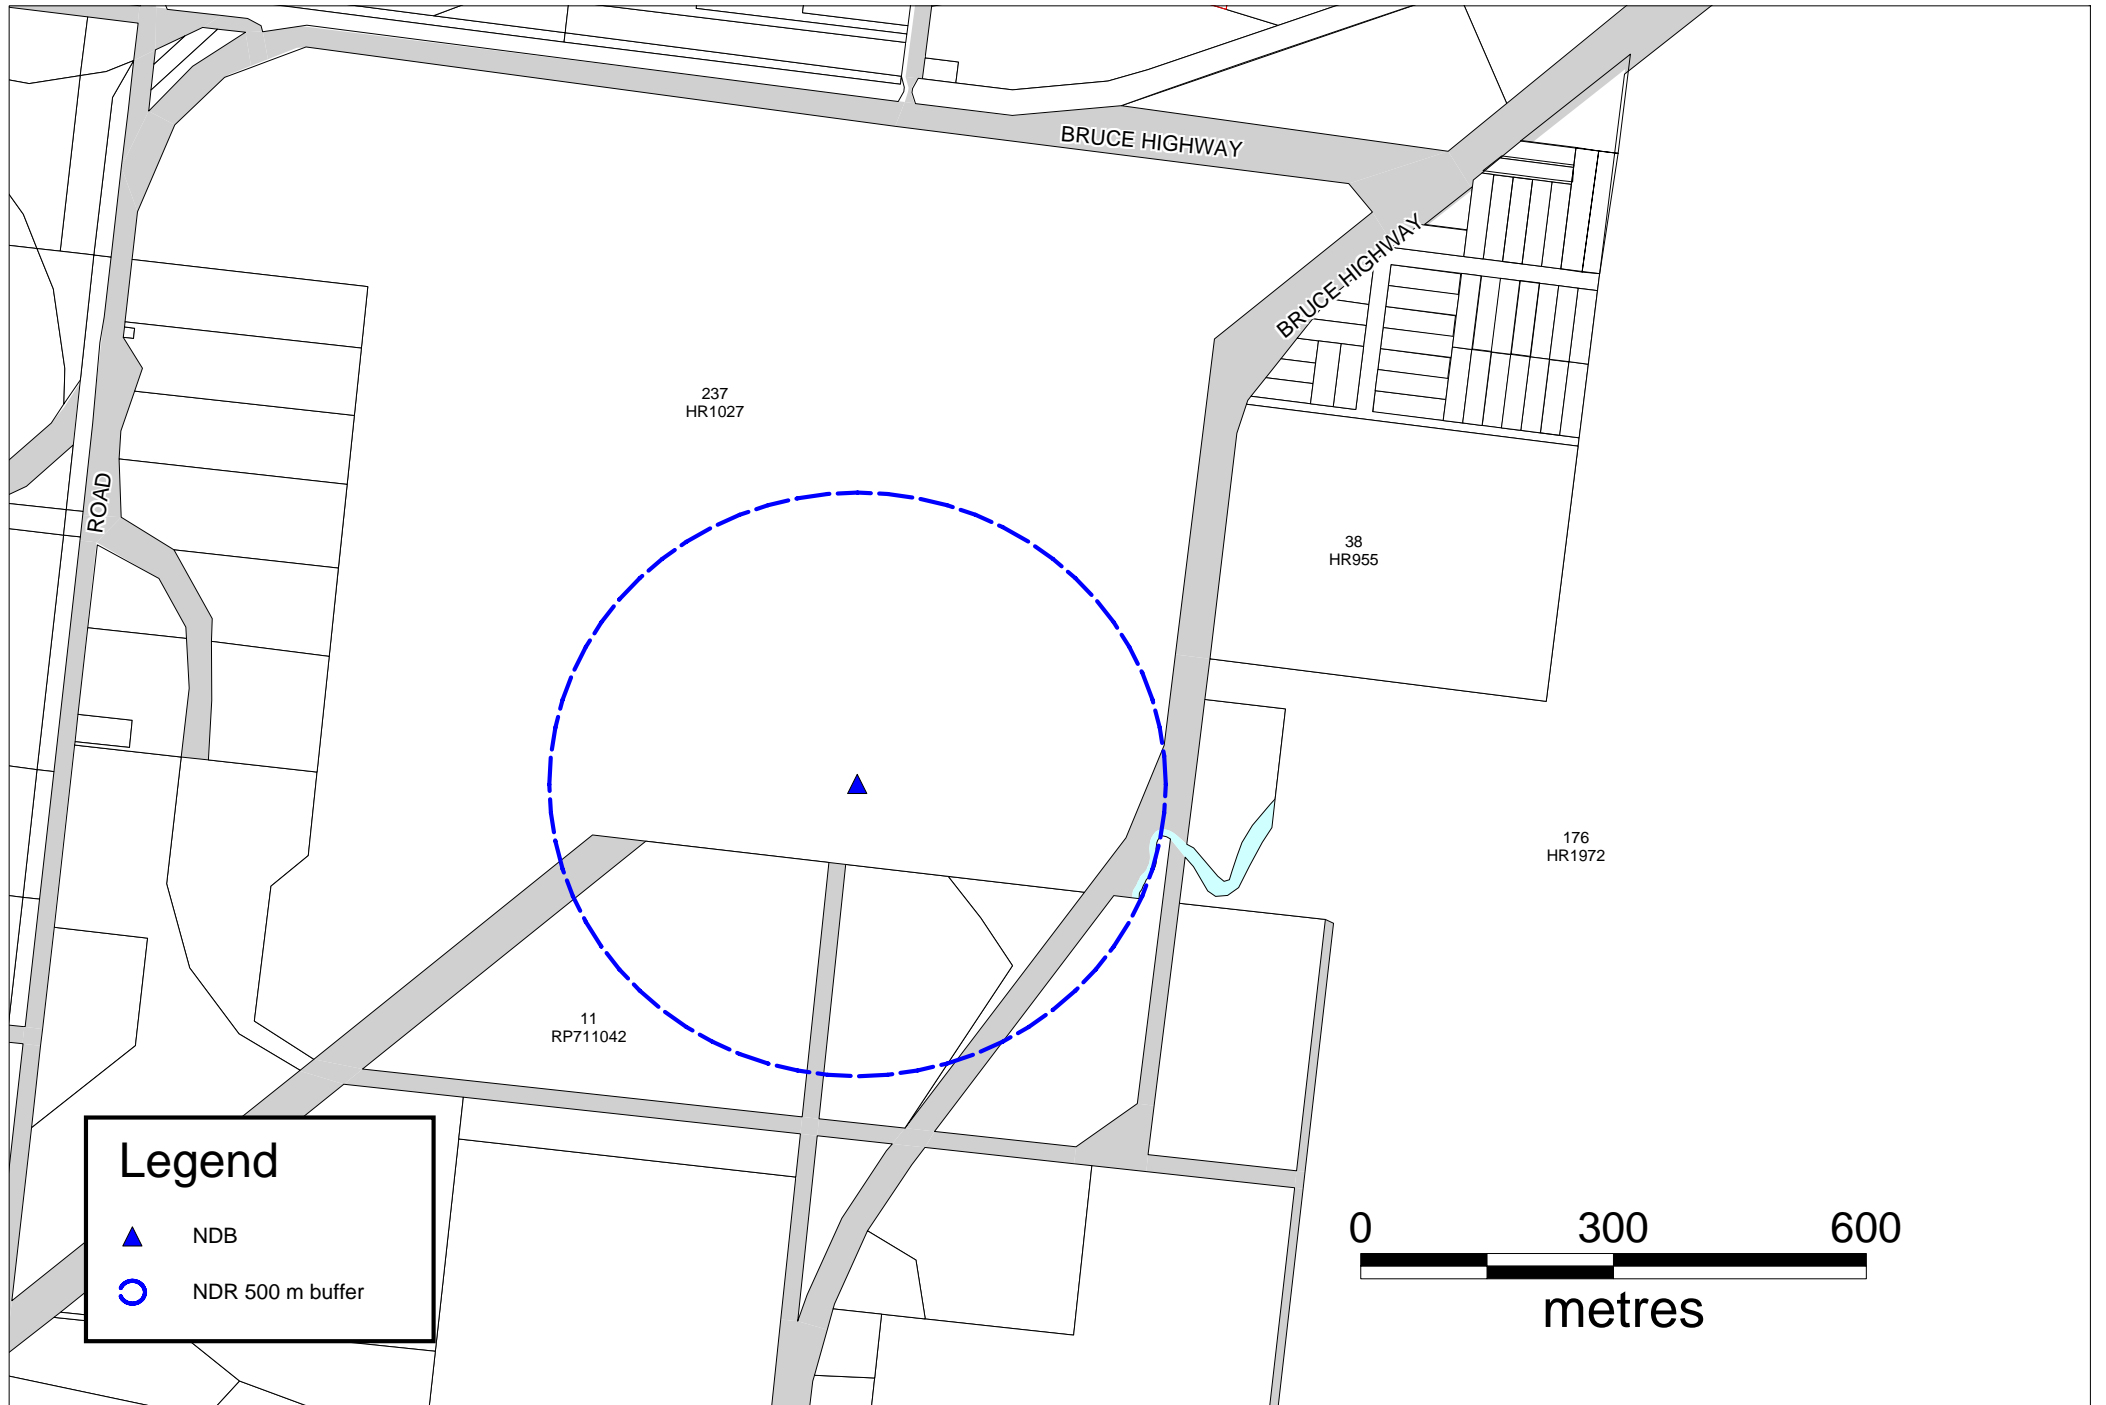 BRUCE HIGHWAY
BRUCE HIGHWAY
237
HR1027
ROAD
38
HR955
176
HR1972
11
RP711042
Legend
NDB
NDR 500 m buffer
0 300 600
metres